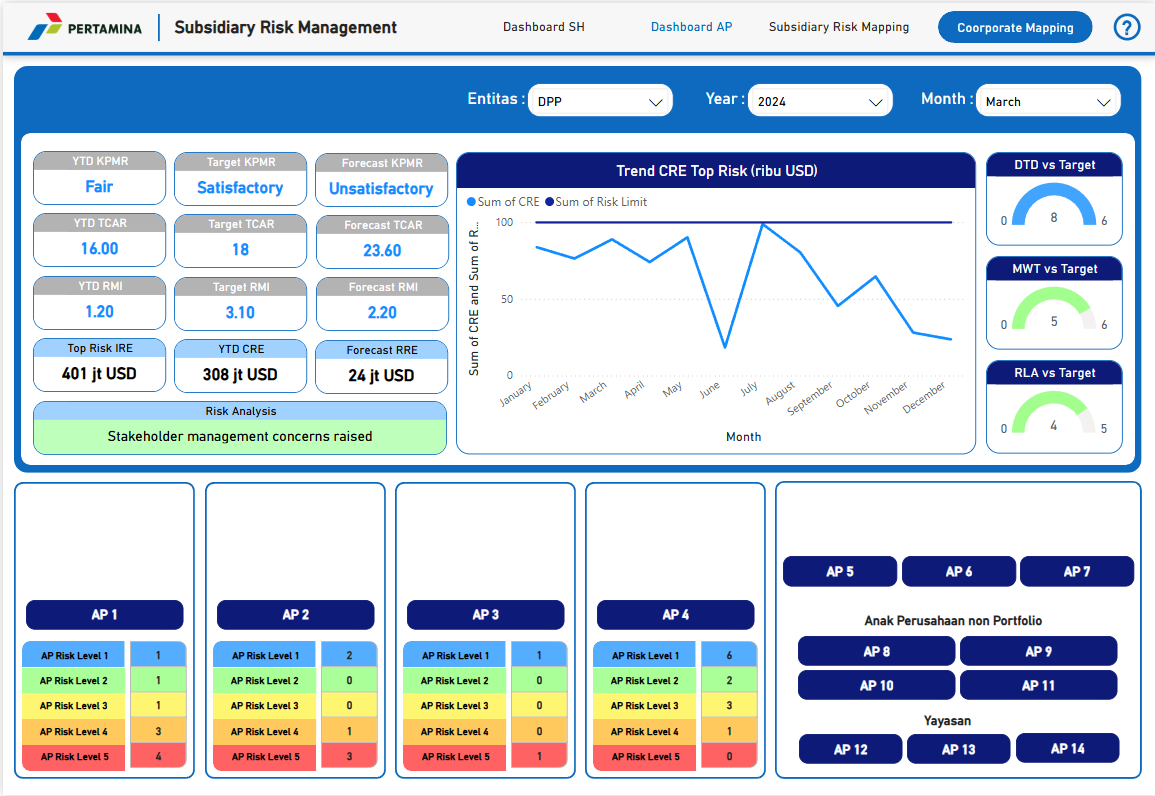 PERTAMINA
Subsidiary Risk Management
Dashboard SH
Dashboard AP
Subsidiary Risk Mapping
Coorporate Mapping
?
Entitas : DPP
Year : 2024
Month : March
YTD KPMR
Fair
Target KPMR
Satisfactory
Forecast KPMR
Unsatisfactory
YTD TCAR
16.00
Target TCAR
18
Forecast TCAR
23.60
YTD RMI
1.20
Target RMI
3.10
Forecast RMI
2.20
Top Risk IRE
401 jt USD
YTD CRE
308 jt USD
Forecast RRE
24 jt USD
Risk Analysis
Stakeholder management concerns raised
Trend CRE Top Risk (ribu USD)
Sum of CRE Sum of Risk Limit
Sum of CRE and Sum of R...
100
50
0
January
February
March
April
May
June
July
August
September
October
November
December
Month
DTD vs Target
0 8 6
MWT vs Target
0 5 6
RLA vs Target
0 4 5
AP 1
AP Risk Level 1 1
AP Risk Level 2 1
AP Risk Level 3 1
AP Risk Level 4 3
AP Risk Level 5 4
AP 2
AP Risk Level 1 2
AP Risk Level 2 0
AP Risk Level 3 0
AP Risk Level 4 1
AP Risk Level 5 3
AP 3
AP Risk Level 1 1
AP Risk Level 2 0
AP Risk Level 3 0
AP Risk Level 4 0
AP Risk Level 5 1
AP 4
AP Risk Level 1 6
AP Risk Level 2 2
AP Risk Level 3 3
AP Risk Level 4 1
AP Risk Level 5 0
AP 5 AP 6 AP 7
Anak Perusahaan non Portfolio
AP 8 AP 9
AP 10 AP 11
Yayasan
AP 12 AP 13 AP 14